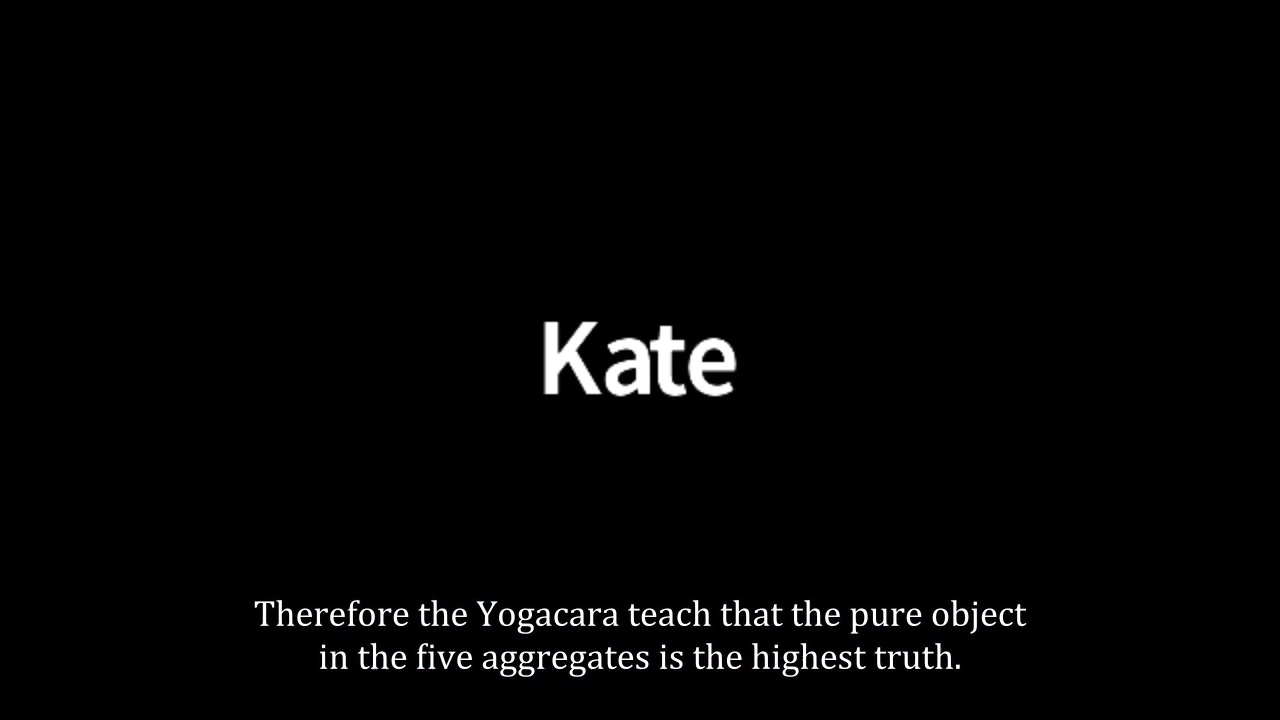 Kate
Therefore the Yogacara teach that the pure object
in the five aggregates is the highest truth.